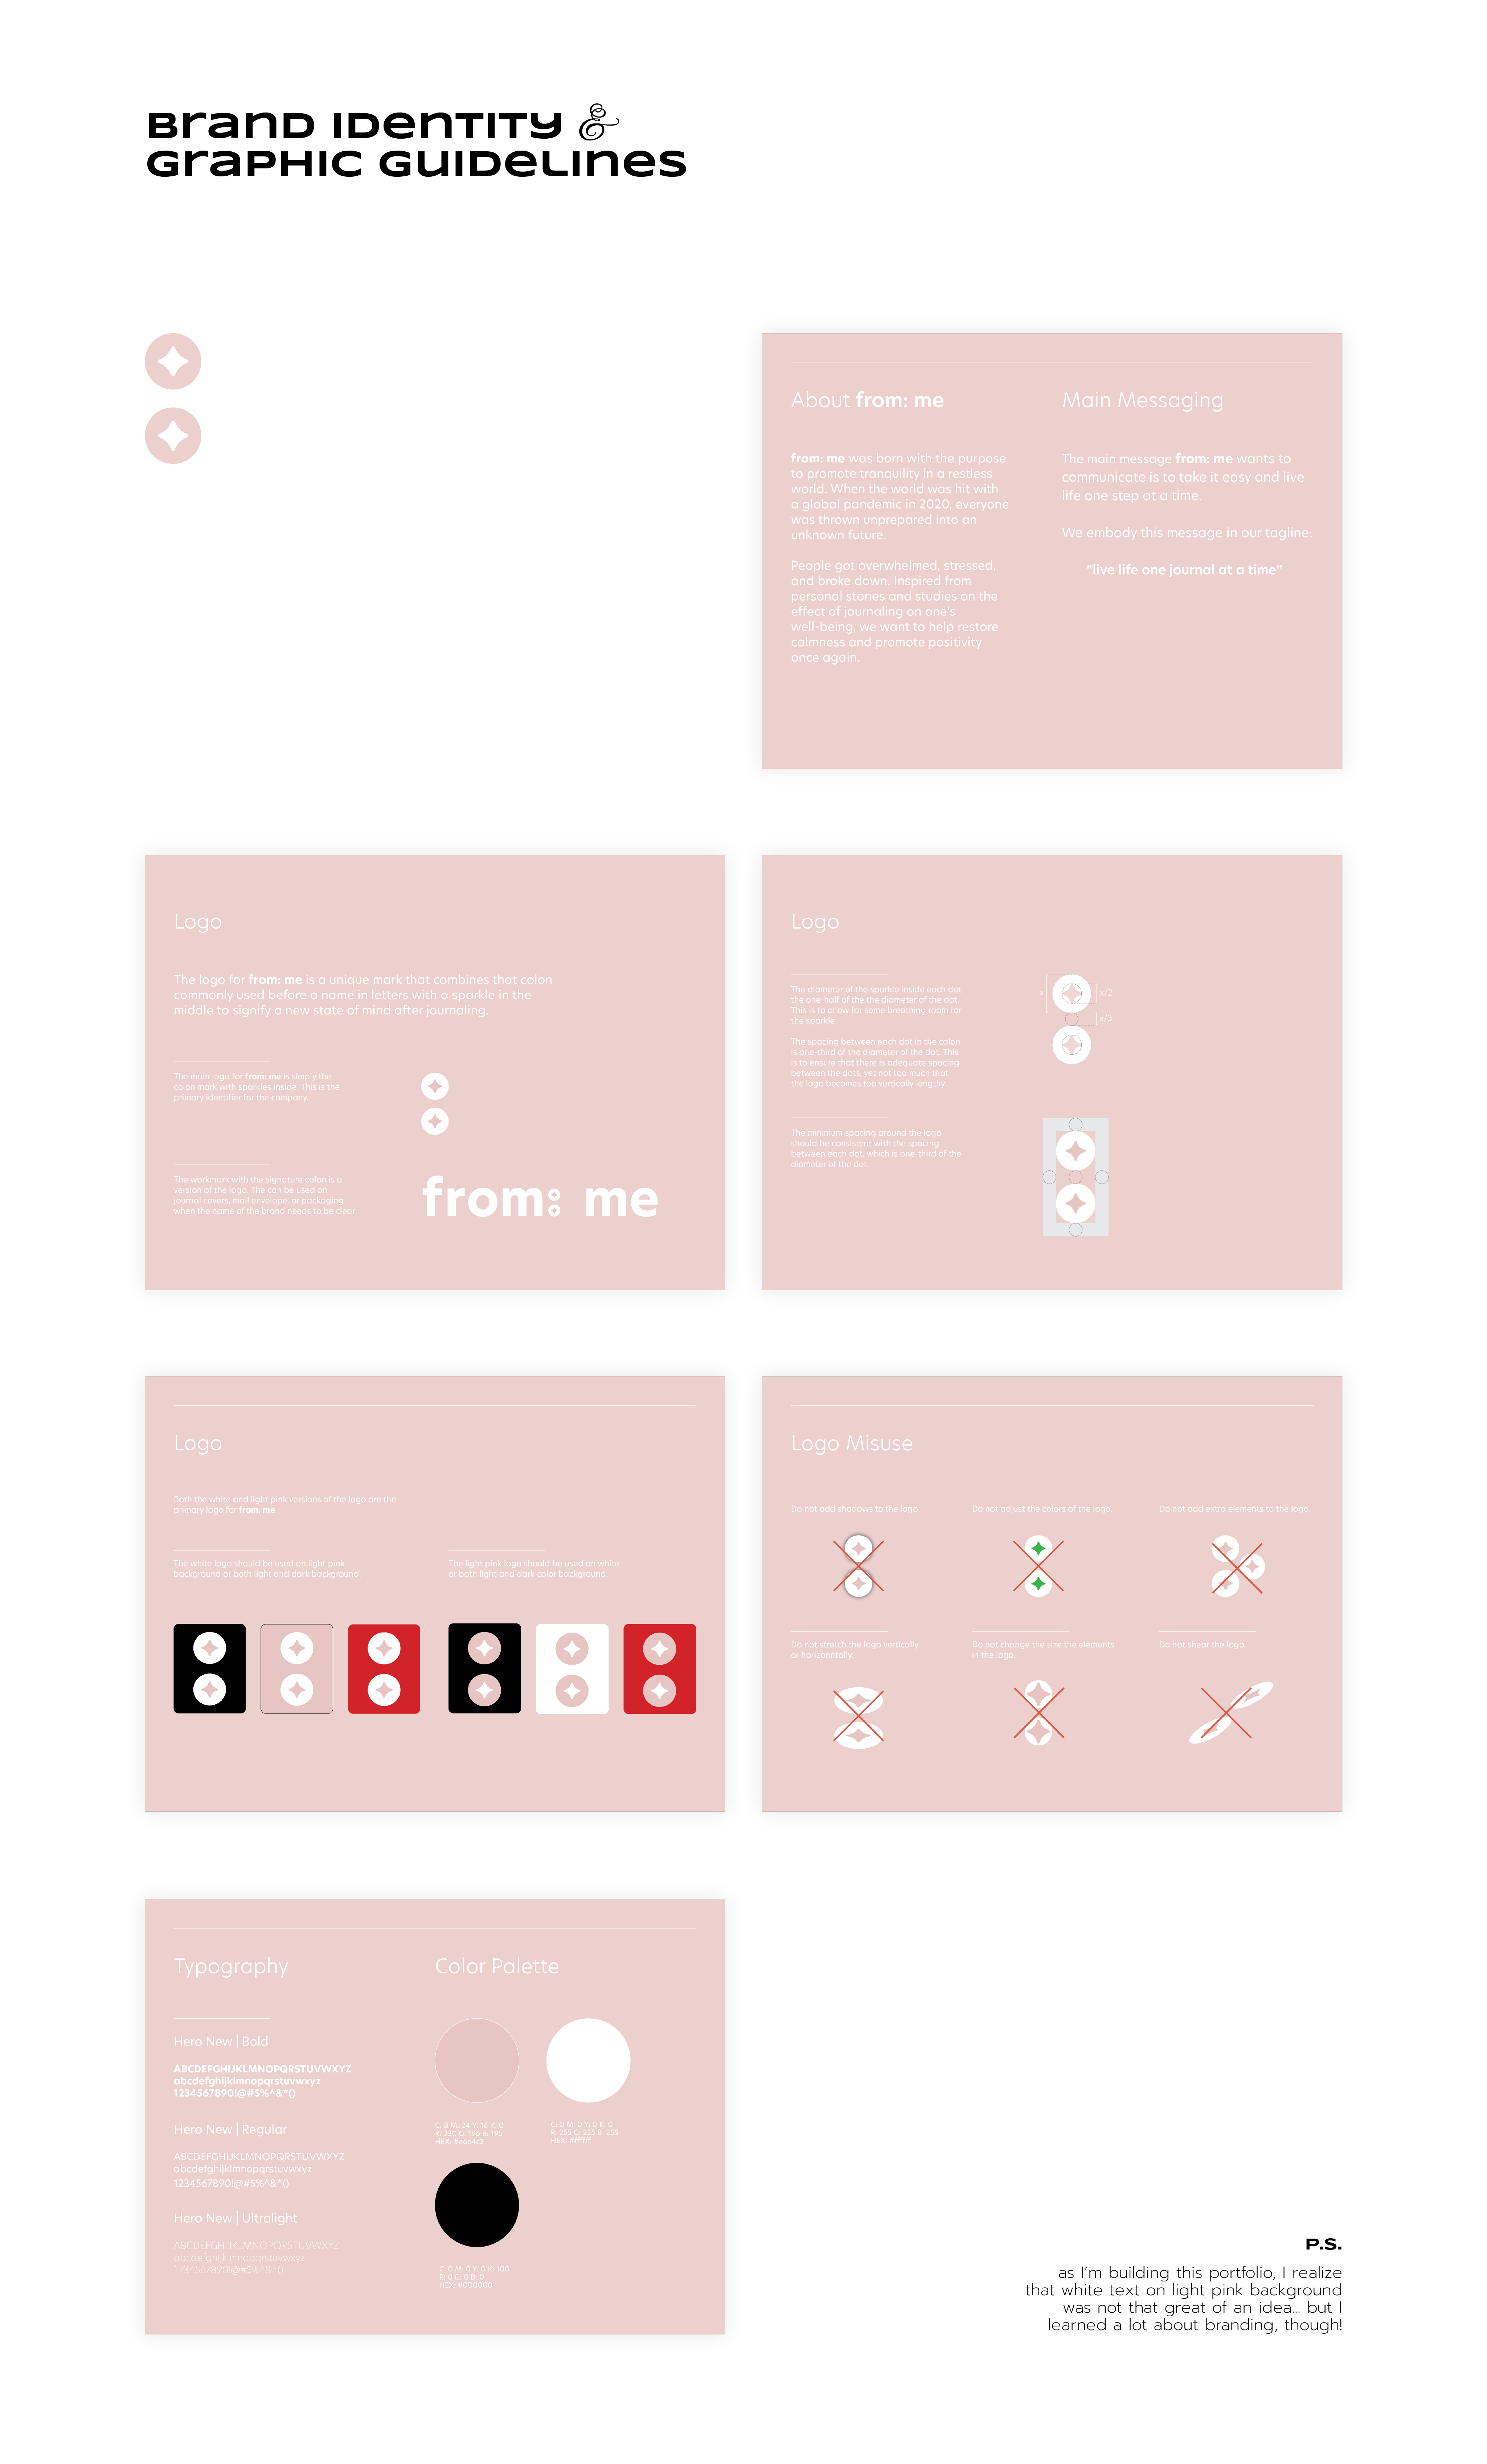 Brand Identity &
Graphic Guidelines
About from: me
from: me was born with the purpose
to promote tranquility in a restless
world. When the world was hit with
a global pandemic in 2020, everyone
was thrown unprepared into an
unknown future.
People got overwhelmed, stressed,
and broke down. Inspired from
personal stories and studies on the
effect of journaling on one's
well-being, we want to help restore
calmness and promote positivity
once again.
Main Messaging
The main message from: me wants to
communicate is to take it easy and live
life one step at a time.
We embody this message in our tagline:
“live life one journal at a time”
Logo
The logo for from: me is a unique mark that combines that colon
commonly used before a name in letters with a sparkle in the
middle to signify a new state of mind after journaling.
The main logo for from: me is simply the
colon mark with sparkles inside. This is the
primary identifier for the company.
The workmark with the signature colon is a
version of the logo. The can be used on
journal covers, mail envelope, or packaging
when the name of the brand needs to be clear.
from: me
Logo
The diameter of the sparkle inside each dot
the one-half of the the diameter of the dot.
This is to allow for some breathing room for
the sparkle.
The spacing between each dot in the colon
is one-third of the diameter of the dot. This
is to ensure that there is adequate spacing
between the dots, yet not too much that
the logo becomes too vertically lengthy.
x
x/2
x/3
The minimum spacing around the logo
should be consistent with the spacing
between each dot, which is one-third of the
diameter of the dot.
Logo
Both the white and light pink versions of the logo are the
primary logo for from: me.
The white logo should be used on light pink
background or both light and dark background.
The light pink logo should be used on white
or both light and dark color background.
Logo Misuse
Do not add shadows to the logo.
Do not adjust the colors of the logo.
Do not add extra elements to the logo.
Do not stretch the logo vertically
or horizonntally.
Do not change the size the elements
in the logo.
Do not shear the logo.
Typography
Hero New | Bold
ABCDEFGHIJKLMNOPQRSTUVWXYZ
abcdefghijklmnopqrstuvwxyz
1234567890!@#$%^&*()
Hero New | Regular
ABCDEFGHIJKLMNOPQRSTUVWXYZ
abcdefghijklmnopqrstuvwxyz
1234567890!@#$%^&*()
Hero New | Ultralight
ABCDEFGHIJKLMNOPQRSTUVWXYZ
abcdefghijklmnopqrstuvwxyz
1234567890!@#$%^&*()
Color Palette
C: 8 M: 24 Y: 16 K: 0
R: 230 G: 196 B: 195
HEX: #e6c4c3
C: 0 M: 0 Y: 0 K: 0
R: 255 G: 255 B: 255
HEX: #ffffff
C: 0 M: 0 Y: 0 K: 100
R: 0 G: 0 B: 0
HEX: #000000
P.S.
as I'm building this portfolio, I realize
that white text on light pink background
was not that great of an idea... but I
learned a lot about branding, though!